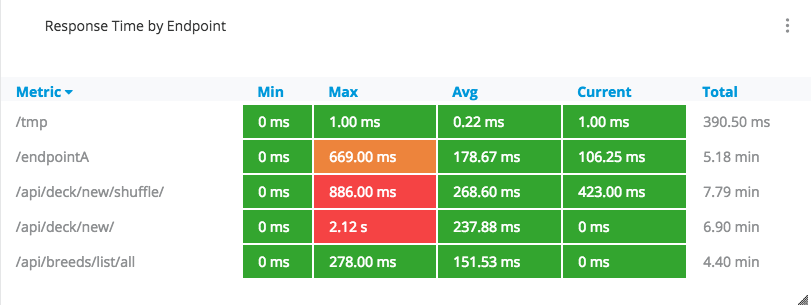 Response Time by Endpoint
Metric Min Max Avg Current Total
/tmp 0 ms 1.00 ms 0.22 ms 1.00 ms 390.50 ms
/endpointA 0 ms 669.00 ms 178.67 ms 106.25 ms 5.18 min
/api/deck/new/shuffle/ 0 ms 886.00 ms 268.60 ms 423.00 ms 7.79 min
/api/deck/new/ 0 ms 2.12 s 237.88 ms 0 ms 6.90 min
/api/breeds/list/all 0 ms 278.00 ms 151.53 ms 0 ms 4.40 min